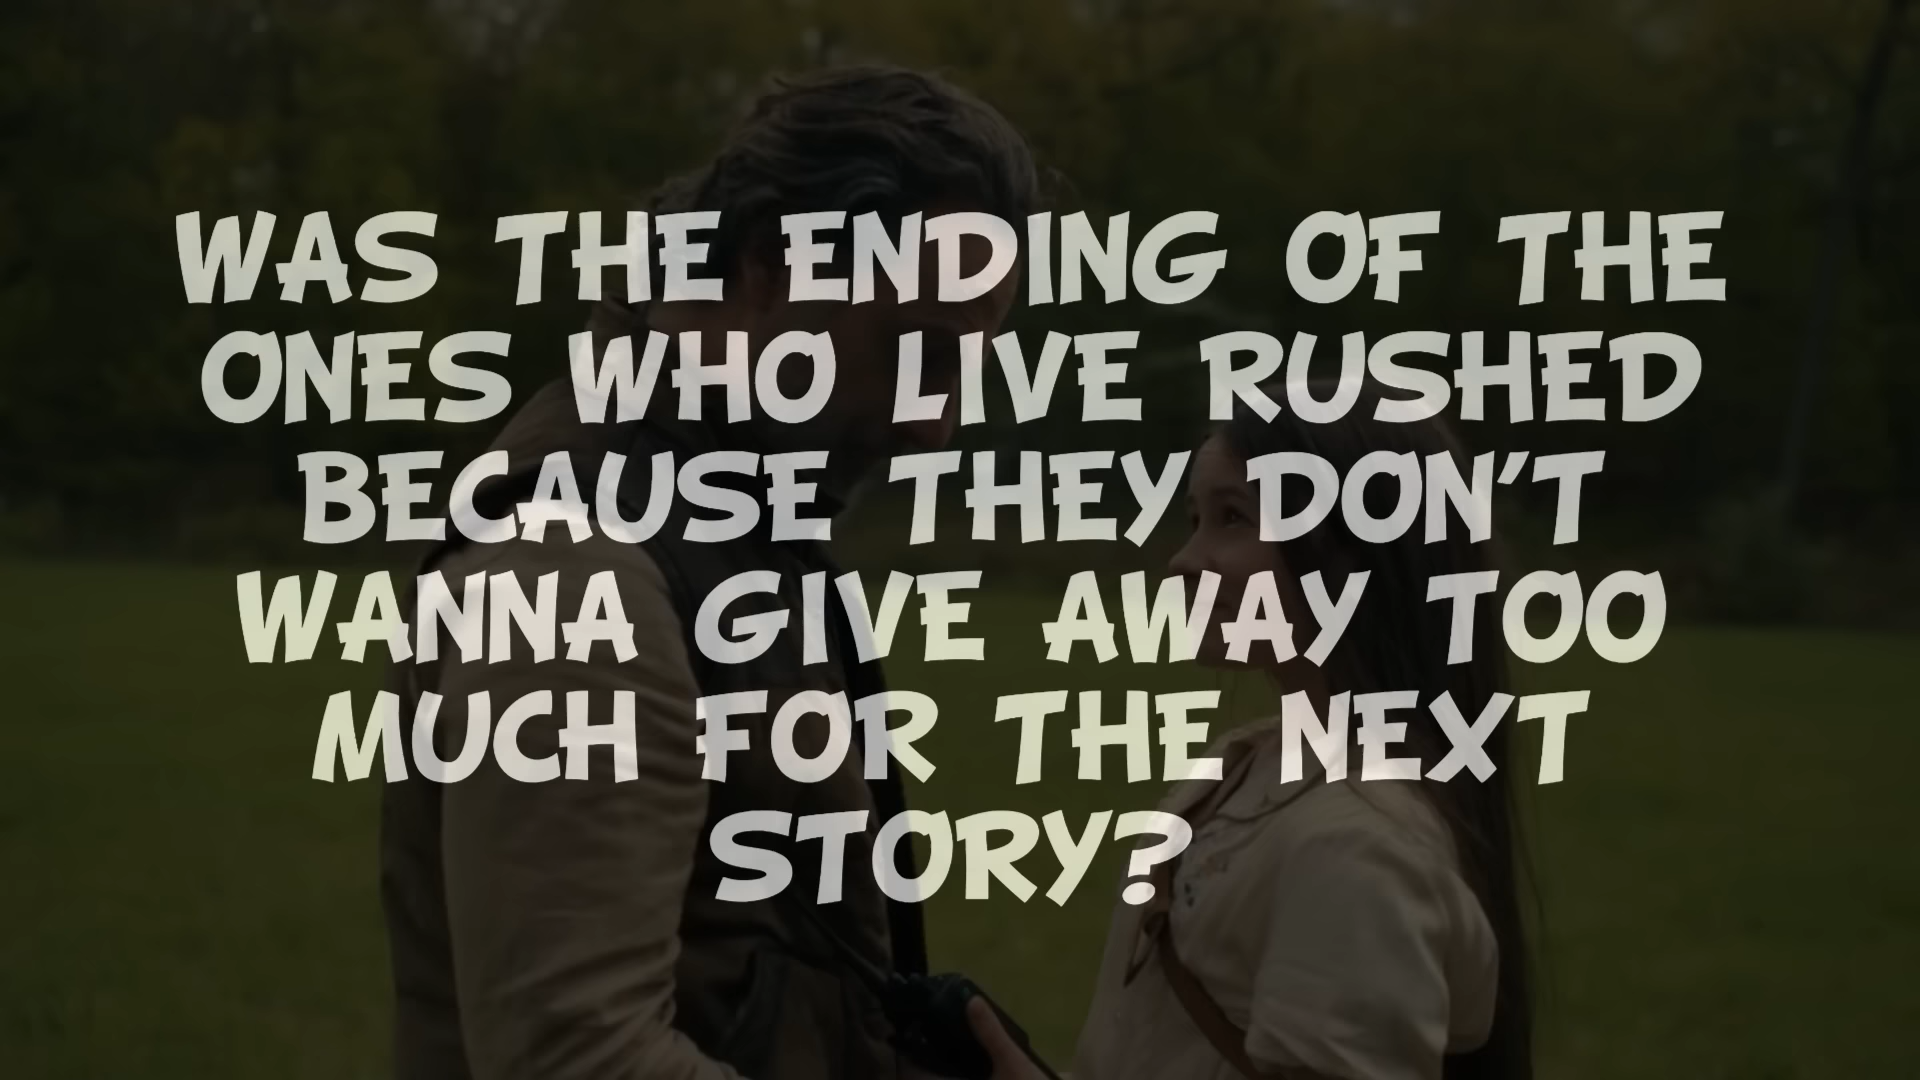 WAS THE ENDING OF THE
ONES WHO LIVE RUSHED
BECAUSE THEY DON'T
WANNA GIVE AWAY TOO
MUCH FOR THE NEXT
STORY?